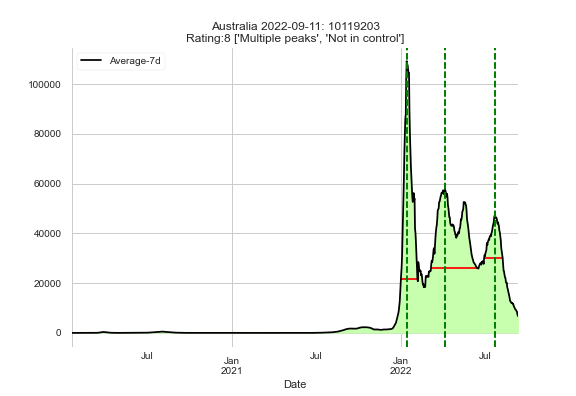 Australia 2022-09-11: 10119203
Rating:8 ['Multiple peaks', 'Not in control']
Average-7d
100000
80000
60000
40000
20000
0
Jul
Jan
2021
Jul
Jan
2022
Jul
Date